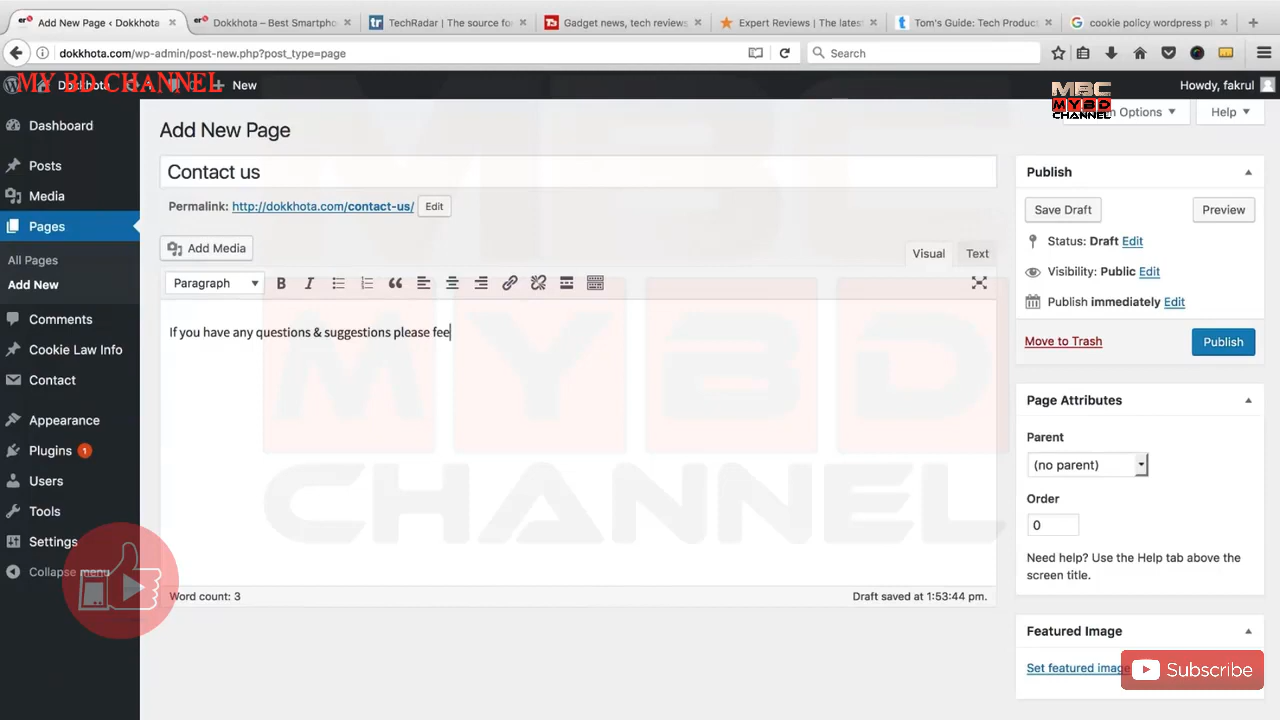 Add New Page < Dokkhota
Dokkhota – Best Smartpho
TechRadar | The source fo
Gadget news, tech reviews
Expert Reviews | The lates
Tom's Guide: Tech Produc
cookie policy wordpress pl
dokkhota.com/wp-admin/post-new.php?post_type=page
Search
MY BD CHANNEL
New
Howdy, fakrul
MBC
MYBD
CHANNEL
Options
Help
Dashboard
Posts
Media
Pages
All Pages
Add New
Comments
Cookie Law Info
Contact
Appearance
Plugins 1
Users
Tools
Settings
Collapse menu
Add New Page
Contact us
Permalink: http://dokkhota.com/contact-us/ Edit
Add Media
Visual Text
Paragraph
If you have any questions & suggestions please fee
MYBD
CHANNEL
Word count: 3
Draft saved at 1:53:44 pm.
Publish
Save Draft Preview
Status: Draft Edit
Visibility: Public Edit
Publish immediately Edit
Move to Trash Publish
Page Attributes
Parent
(no parent)
Order
0
Need help? Use the Help tab above the
screen title.
Featured Image
Set featured image
Subscribe